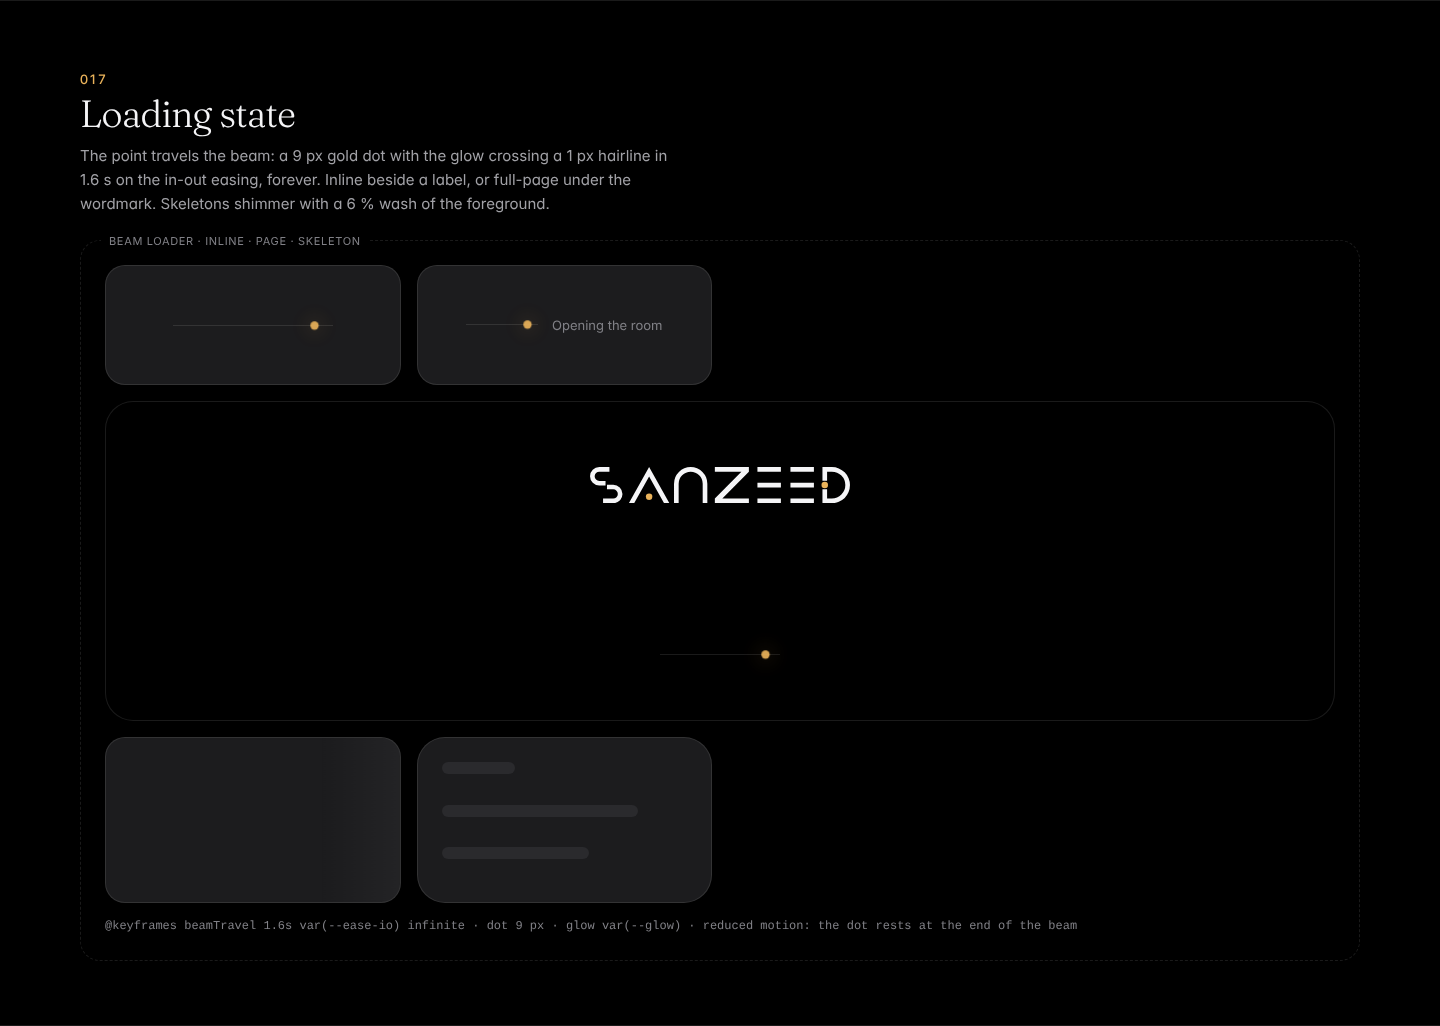 017
Loading state
The point travels the beam: a 9 px gold dot with the glow crossing a 1 px hairline in
1.6 s on the in-out easing, forever. Inline beside a label, or full-page under the
wordmark. Skeletons shimmer with a 6 % wash of the foreground.
BEAM LOADER · INLINE · PAGE · SKELETON
Opening the room
SANZEED
@keyframes beamTravel 1.6s var(--ease-io) infinite · dot 9 px · glow var(--glow) · reduced motion: the dot rests at the end of the beam